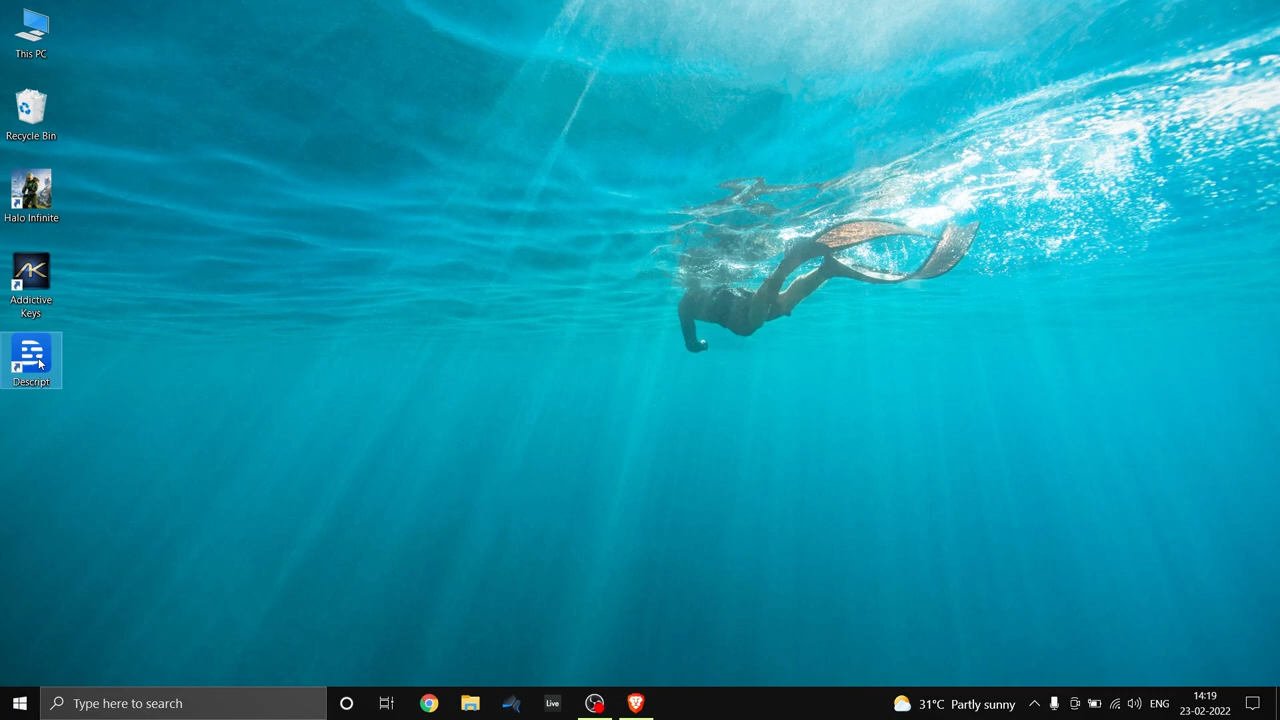 This PC
Recycle Bin
Halo Infinite
Addictive
Keys
Descript
Type here to search
Live
31°C Partly sunny
ENG
14:19
23-02-2022